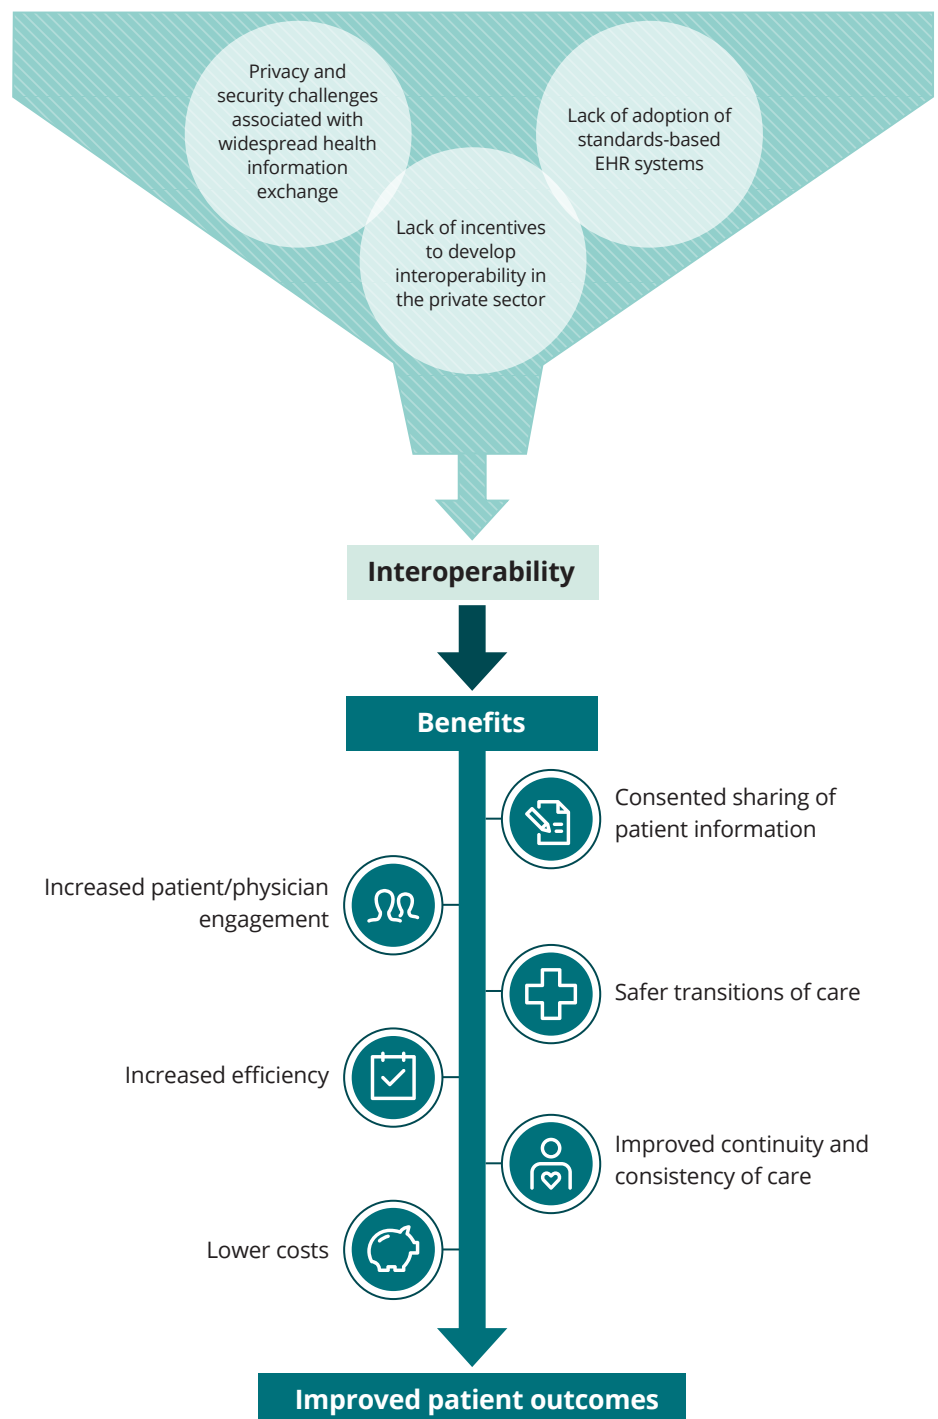 Privacy and
security challenges
associated with
widespread health
information
exchange
Lack of adoption of
standards-based
EHR systems
Lack of incentives
to develop
interoperability in
the private sector
Interoperability
Benefits
Consented sharing of
patient information
Increased patient/physician
engagement
Safer transitions of care
Increased efficiency
Improved continuity and
consistency of care
Lower costs
Improved patient outcomes